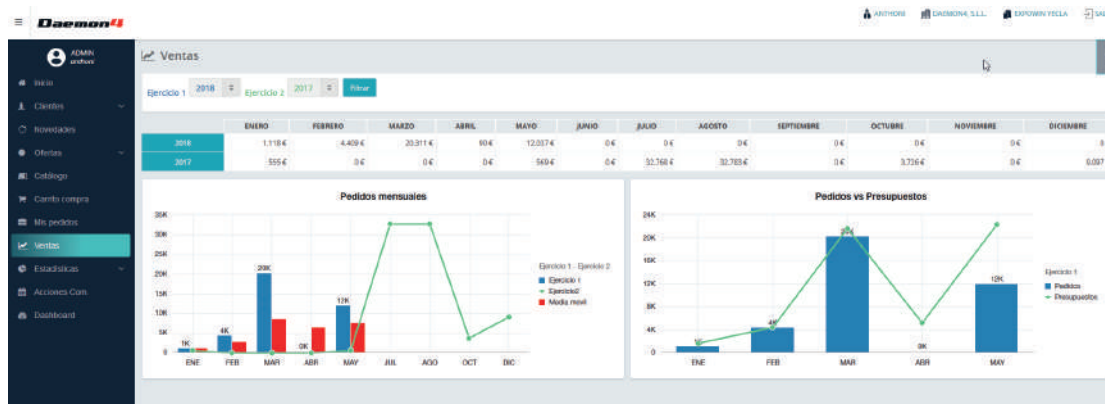 Daemon4
ANTHONI DAEMON4, S.L.L. EXPOWIN YECLA
ADMIN
anthoni
Inicio
Clientes
Novedades
Ofertas
Catálogo
Carrito compra
Mis pedidos
Ventas
Estadísticas
Acciones Com.
Dashboard
Ventas
Ejercicio 1 2018 Ejercicio 2 2017 Filtrar
ENERO FEBRERO MARZO ABRIL MAYO JUNIO JULIO AGOSTO SEPTIEMBRE OCTUBRE NOVIEMBRE DICIEMBRE
2018 1.118 € 4.409 € 20.311 € 90 € 12.037 € 0 € 0 € 0 € 0 € 0 € 0 €
2017 555 € 0 € 0 € 0 € 569 € 0 € 32.768 € 32.783 € 0 € 3.726 € 0 € 9.097
Pedidos mensuales
35K
30K
25K
20K
15K
10K
5K
0
1K 4K 20K 0K 12K
ENE FEB MAR ABR MAY JUL AGO OCT DIC
Ejercicio 1 - Ejercicio 2
Ejercicio 1
Ejercicio2
Media movil
Pedidos vs Presupuestos
24K
20K
16K
12K
8K
4K
0
4K 0K 12K
ENE FEB MAR ABR MAY
Ejercicio 1
Pedidos
Presupuestos